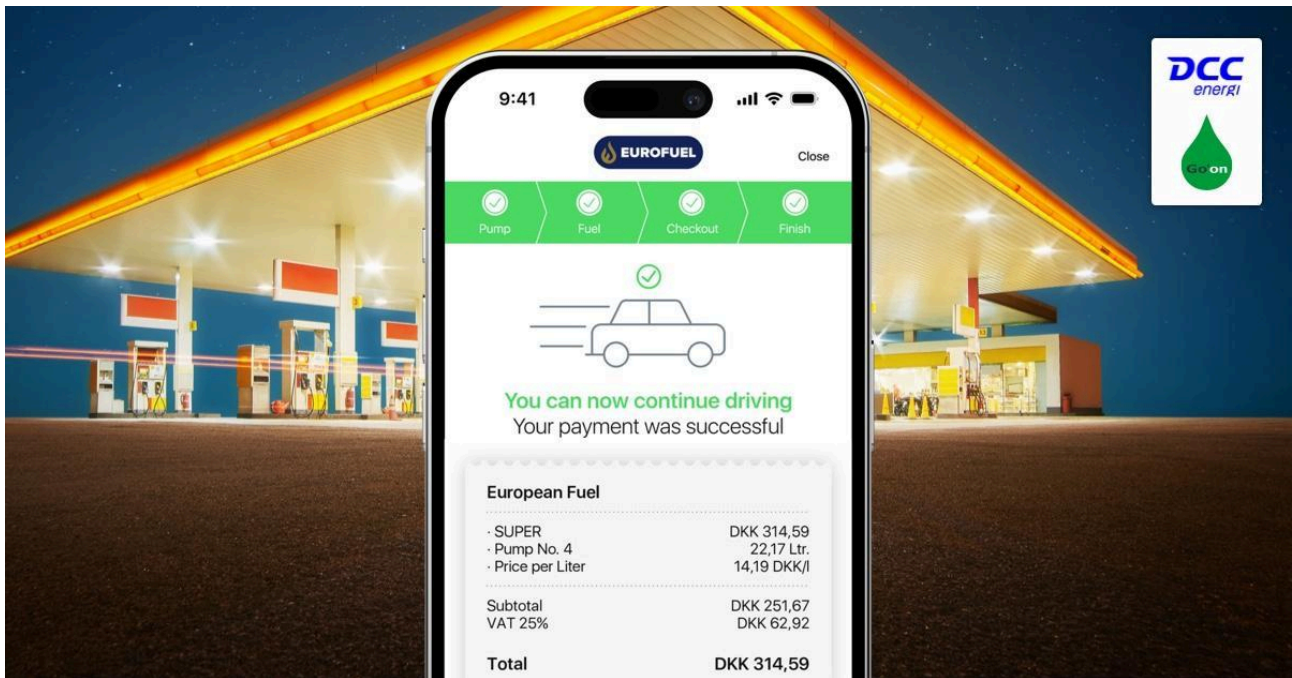 9:41
EUROFUEL
Close
Pump Fuel Checkout Finish
You can now continue driving
Your payment was successful
European Fuel
· SUPER DKK 314,59
· Pump No. 4 22,17 Ltr.
· Price per Liter 14,19 DKK/l
Subtotal DKK 251,67
VAT 25% DKK 62,92
Total DKK 314,59
DCC
energi
Go'on